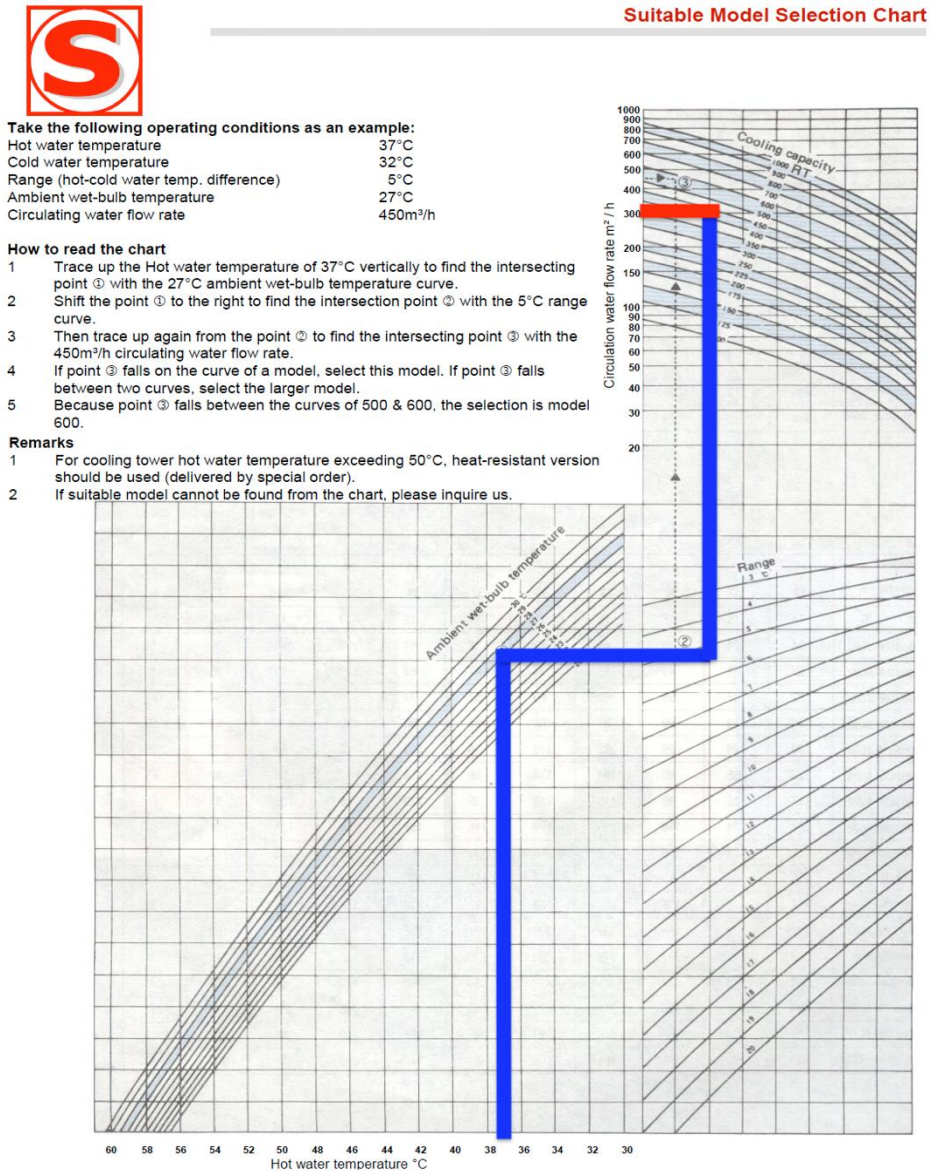 Suitable Model Selection Chart
S
Take the following operating conditions as an example:
Hot water temperature 37°C
Cold water temperature 32°C
Range (hot-cold water temp. difference) 5°C
Ambient wet-bulb temperature 27°C
Circulating water flow rate 450m³/h
How to read the chart
1 Trace up the Hot water temperature of 37°C vertically to find the intersecting
point ① with the 27°C ambient wet-bulb temperature curve.
2 Shift the point ① to the right to find the intersection point ② with the 5°C range
curve.
3 Then trace up again from the point ② to find the intersecting point ③ with the
450m³/h circulating water flow rate.
4 If point ③ falls on the curve of a model, select this model. If point ③ falls
between two curves, select the larger model.
5 Because point ③ falls between the curves of 500 & 600, the selection is model
600.
Remarks
1 For cooling tower hot water temperature exceeding 50°C, heat-resistant version
should be used (delivered by special order).
2 If suitable model cannot be found from the chart, please inquire us.
Circulation water flow rate m² / h
1000
900
800
700
600
500
400
300
200
150
100
90
80
70
60
50
40
30
20
Cooling capacity
RT
1000
900
800
700
600
500
450
400
350
300
250
225
200
175
150
125
③
Ambient wet-bulb temperature
Range
3 °C
4
5
②
6
7
8
9
10
11
12
13
14
15
16
17
18
19
20
60 58 56 54 52 50 48 46 44 42 40 38 36 34 32 30
Hot water temperature °C